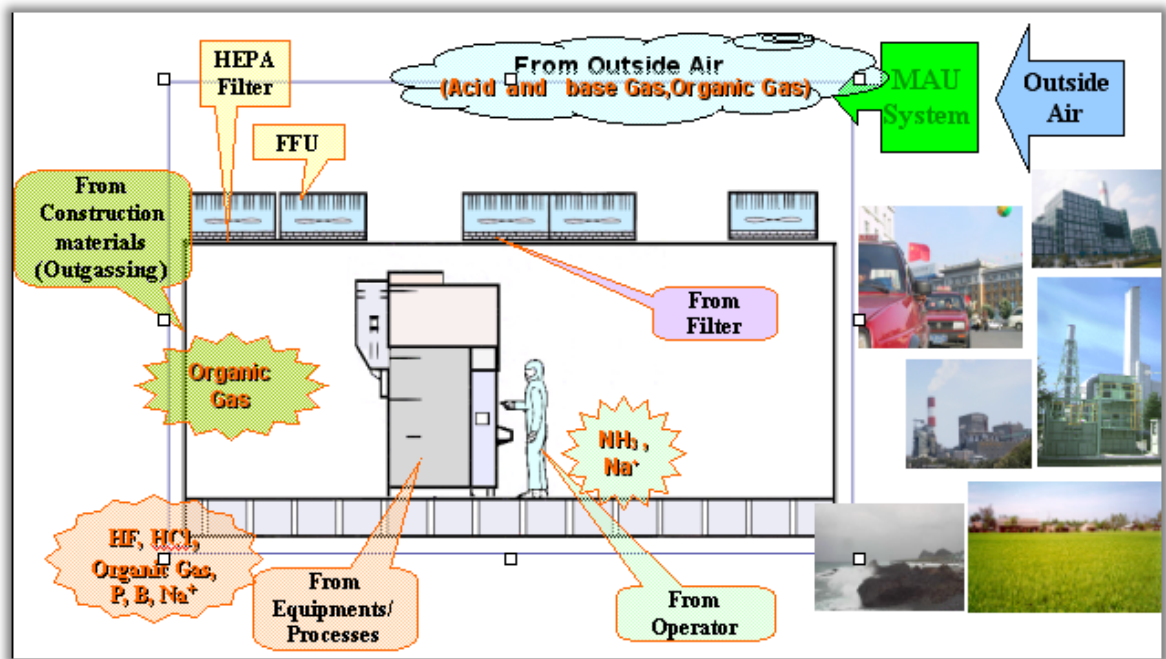 HEPA
Filter
FFU
From Outside Air
(Acid and base Gas,Organic Gas)
MAU
System
Outside
Air
From
Construction
materials
(Outgassing)
From
Filter
Organic
Gas
NH₃ ,
Na⁺
HF, HCl,
Organic Gas,
P, B, Na⁺
From
Equipments/
Processes
From
Operator